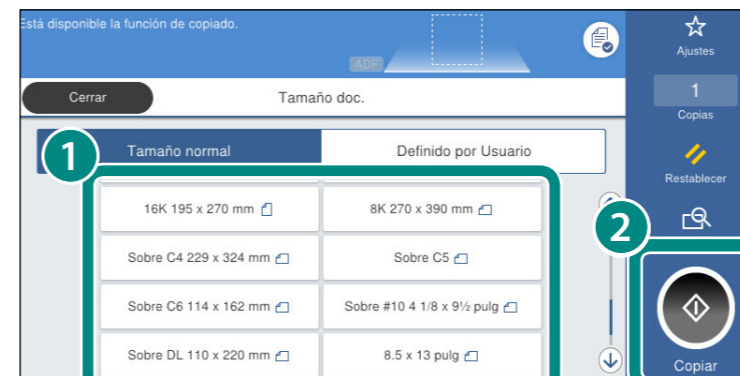 Está disponible la función de copiado.
ADF
Ajustes
Cerrar
Tamaño doc.
1
Copias
1
Tamaño normal
Definido por Usuario
Restablecer
16K 195 x 270 mm
8K 270 x 390 mm
2
Sobre C4 229 x 324 mm
Sobre C5
Sobre C6 114 x 162 mm
Sobre #10 4 1/8 x 9½ pulg
Sobre DL 110 x 220 mm
8.5 x 13 pulg
Copiar